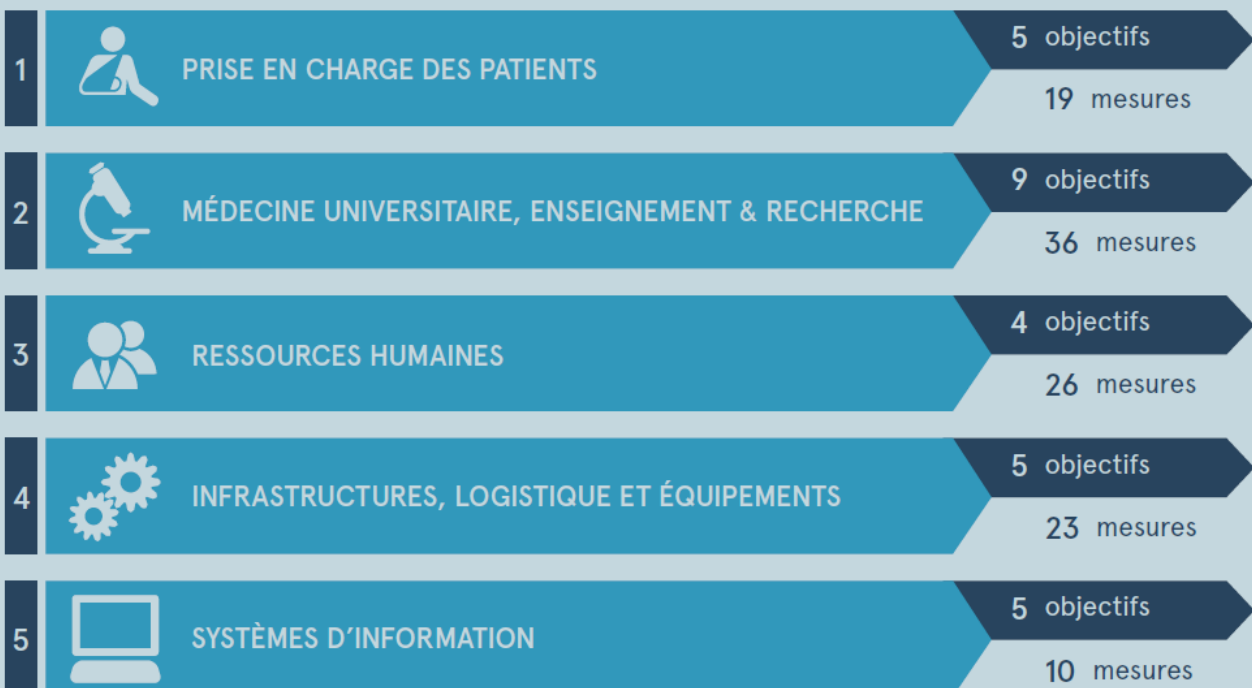 1
PRISE EN CHARGE DES PATIENTS
5 objectifs
19 mesures
2
MÉDECINE UNIVERSITAIRE, ENSEIGNEMENT & RECHERCHE
9 objectifs
36 mesures
3
RESSOURCES HUMAINES
4 objectifs
26 mesures
4
INFRASTRUCTURES, LOGISTIQUE ET ÉQUIPEMENTS
5 objectifs
23 mesures
5
SYSTÈMES D’INFORMATION
5 objectifs
10 mesures